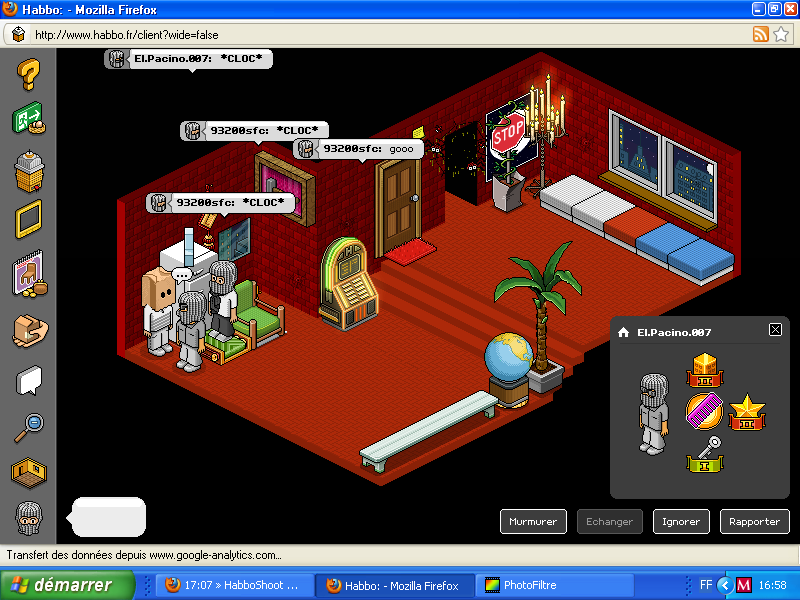 Habbo: - Mozilla Firefox
http://www.habbo.fr/client?wide=false
El.Pacino.007: *CLOC*
93200sfc: *CLOC*
93200sfc: gooo
93200sfc: *CLOC*
STOP
...
El.Pacino.007
III
II
I
Murmurer
Echanger
Ignorer
Rapporter
Transfert des données depuis www.google-analytics.com...
démarrer
17:07 » HabboShoot ...
Habbo: - Mozilla Firefox
PhotoFiltre
FF
M
16:58